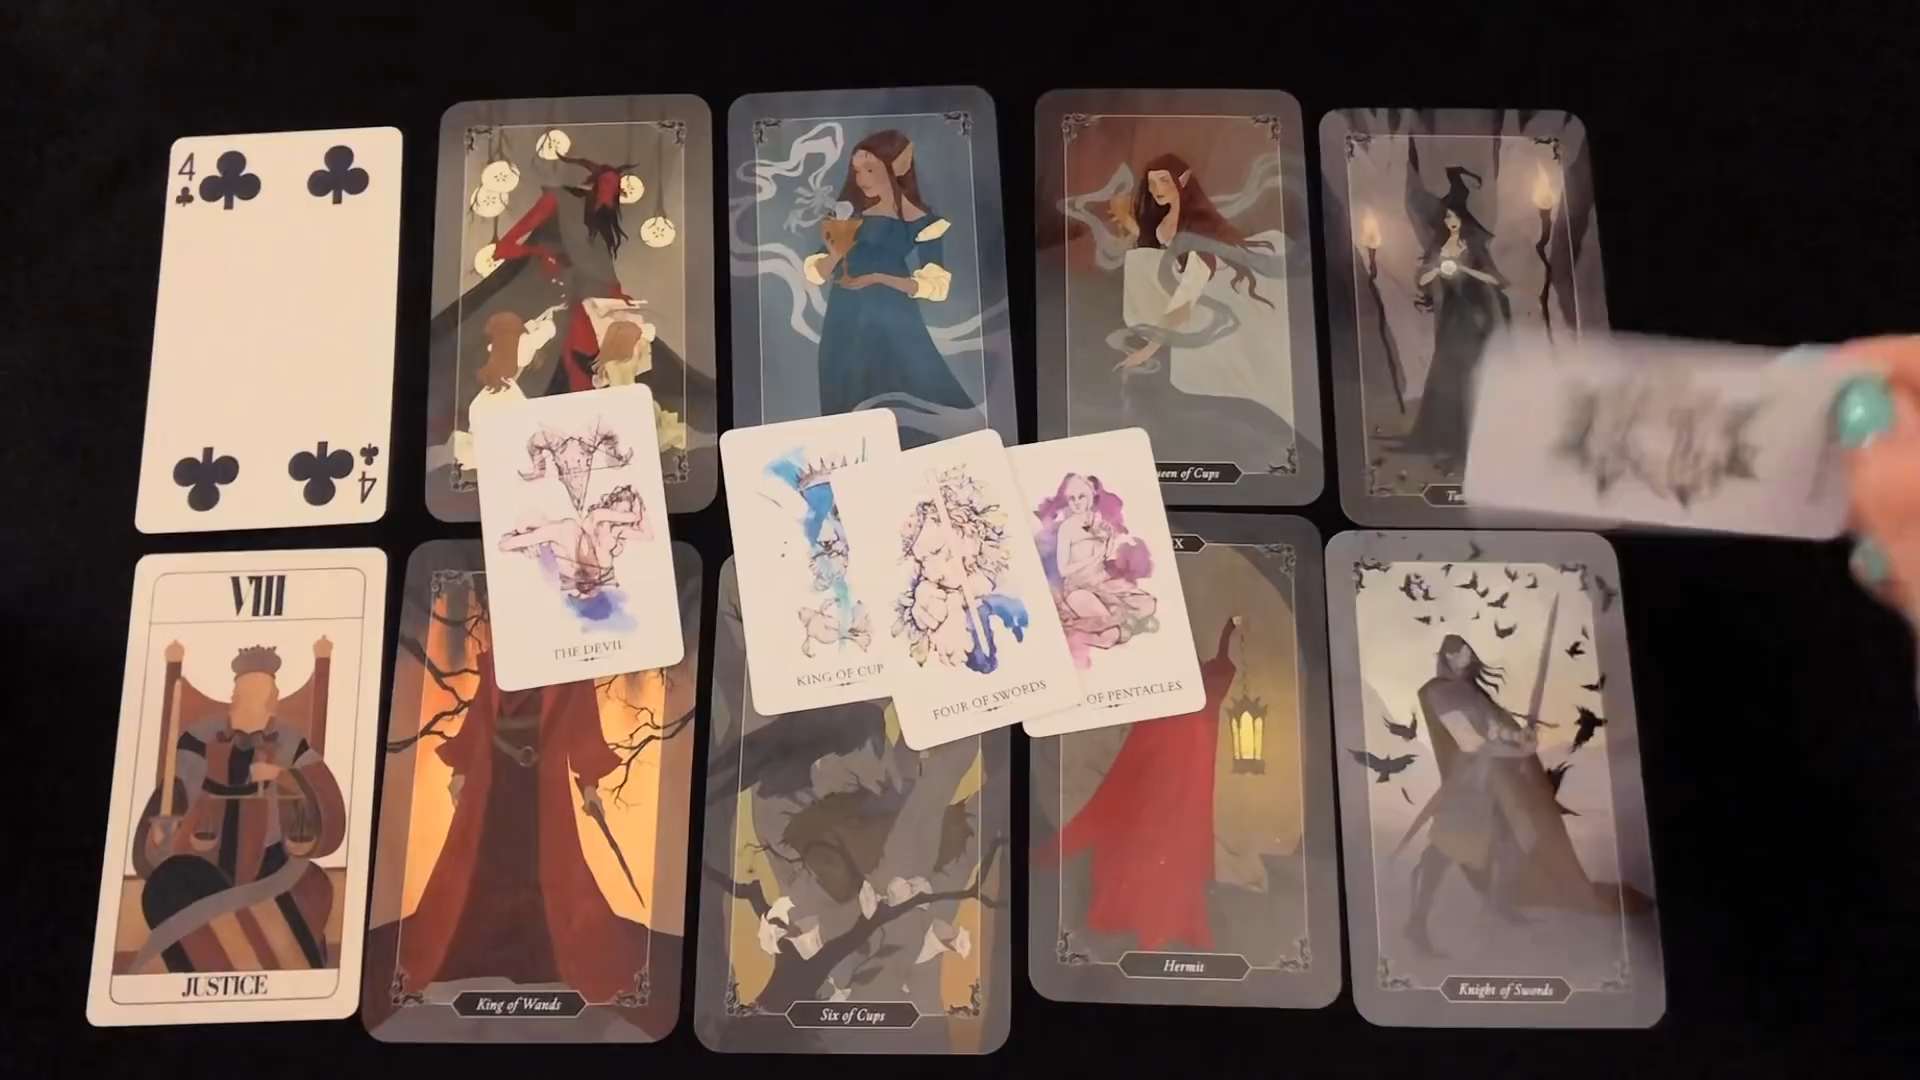 4
4
ueen of Cups
VIII
THE DEVIL
KING OF CUP
FOUR OF SWORDS
OF PENTACLES
X
JUSTICE
King of Wands
Six of Cups
Hermit
Knight of Swords